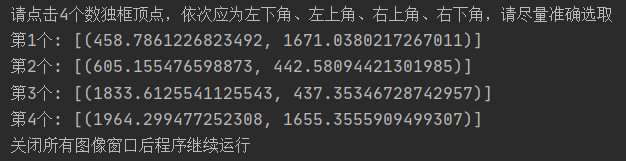 请点击4个数独框顶点，依次应为左下角、左上角、右上角、右下角，请尽量准确选取
第1个: [(458.7861226823492, 1671.0380217267011)]
第2个: [(605.155476598873, 442.58094421301985)]
第3个: [(1833.6125541125543, 437.35346728742957)]
第4个: [(1964.299477252308, 1655.3555909499307)]
关闭所有图像窗口后程序继续运行